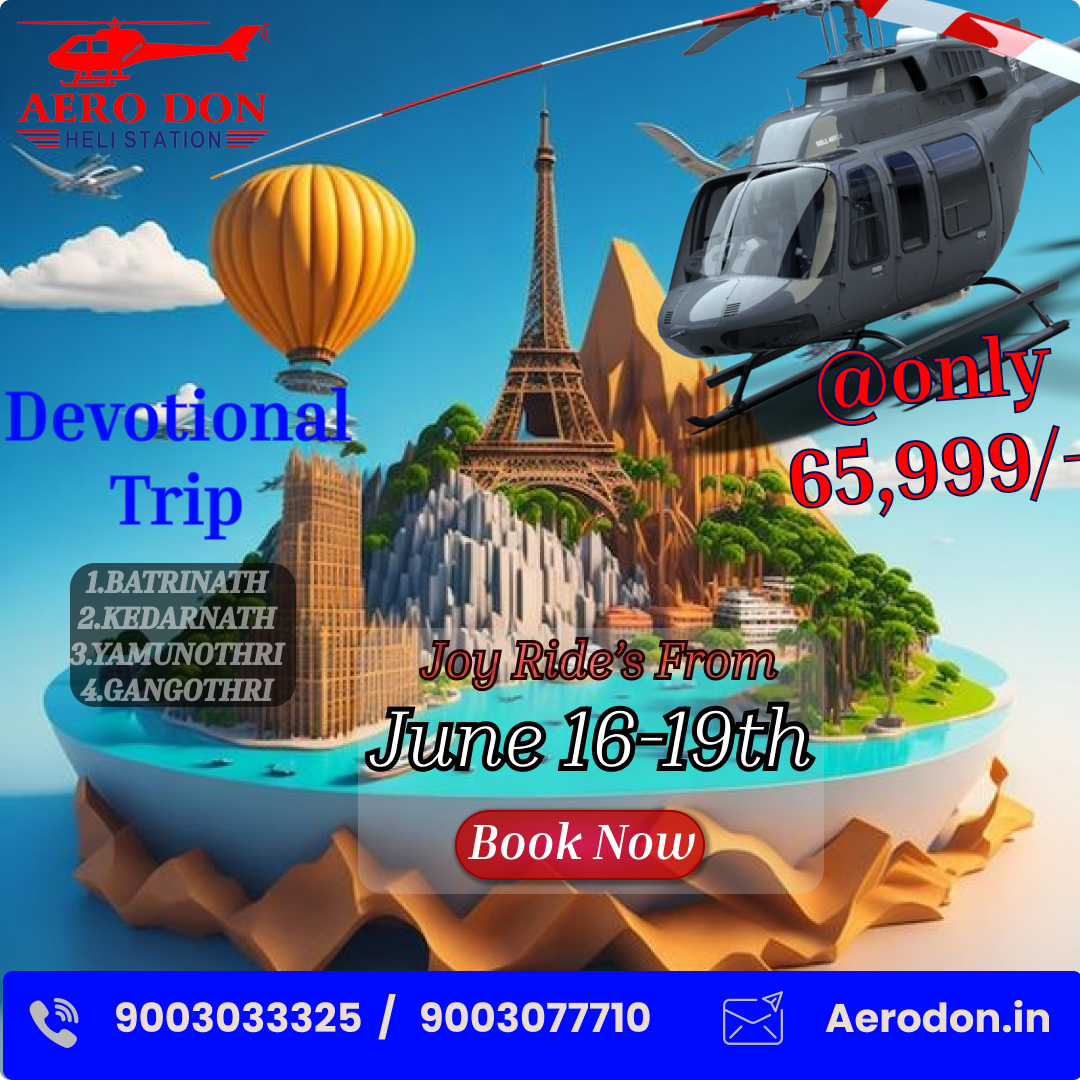 AERO DON
HELI STATION
Devotional
Trip
@only
65,999/-
1.BATRINATH
2.KEDARNATH
3.YAMUNOTHRI
4.GANGOTHRI
Joy Ride's From
June 16-19th
Book Now
9003033325 / 9003077710
Aerodon.in